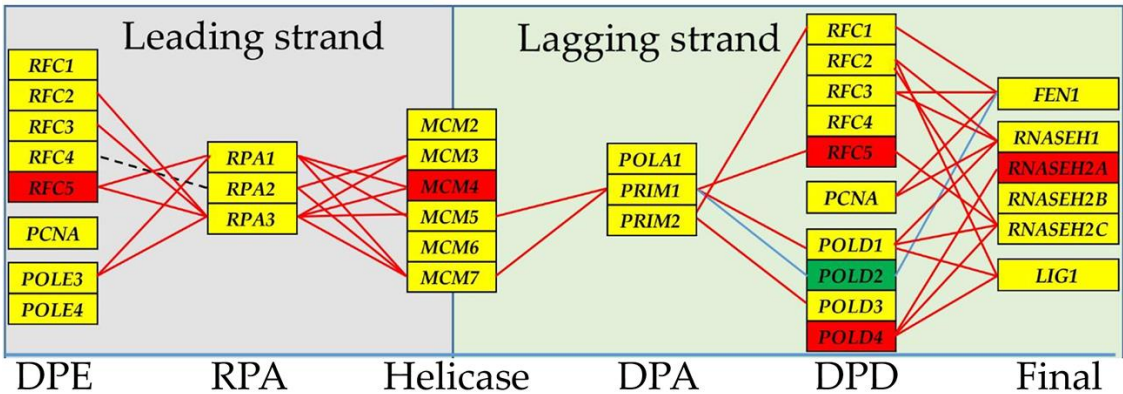 Leading strand
Lagging strand
RFC1
RFC2
RFC3
RFC4
RFC5
PCNA
POLE3
POLE4
RPA1
RPA2
RPA3
MCM2
MCM3
MCM4
MCM5
MCM6
MCM7
POLA1
PRIM1
PRIM2
RFC1
RFC2
RFC3
RFC4
RFC5
PCNA
POLD1
POLD2
POLD3
POLD4
FEN1
RNASEH1
RNASEH2A
RNASEH2B
RNASEH2C
LIG1
DPE
RPA
Helicase
DPA
DPD
Final